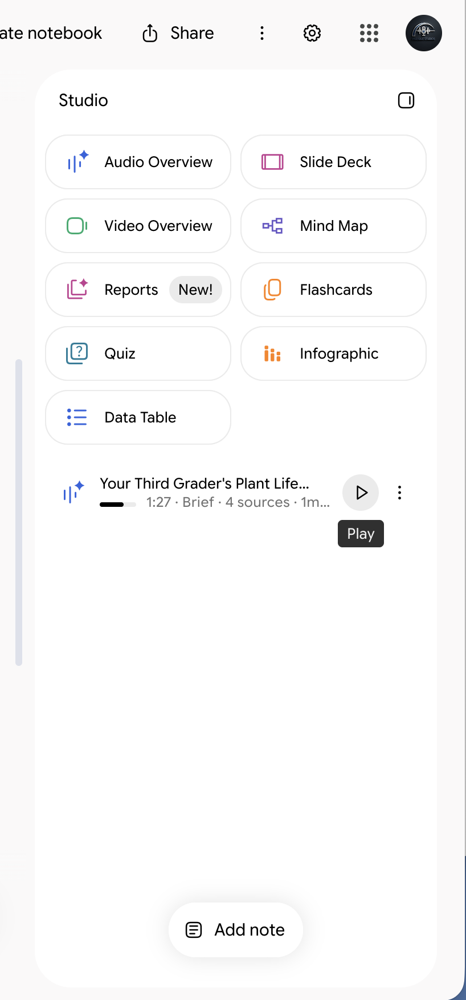 ate notebook
Share
Studio
Audio Overview
Slide Deck
Video Overview
Mind Map
Reports
New!
Flashcards
Quiz
Infographic
Data Table
Your Third Grader's Plant Life...
1:27 · Brief · 4 sources · 1m...
Play
Add note